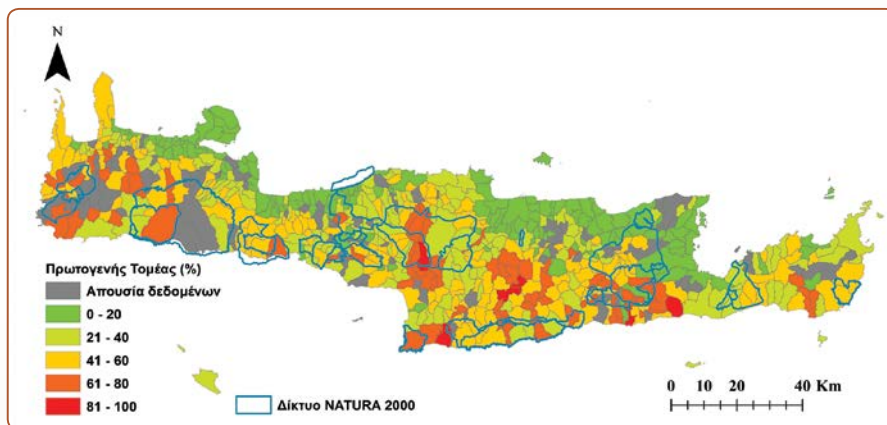 N
Πρωτογενής Τομέας (%)
Απουσία δεδομένων
0 - 20
21 - 40
41 - 60
61 - 80
81 - 100
Δίκτυο NATURA 2000
0 10 20 40 Km